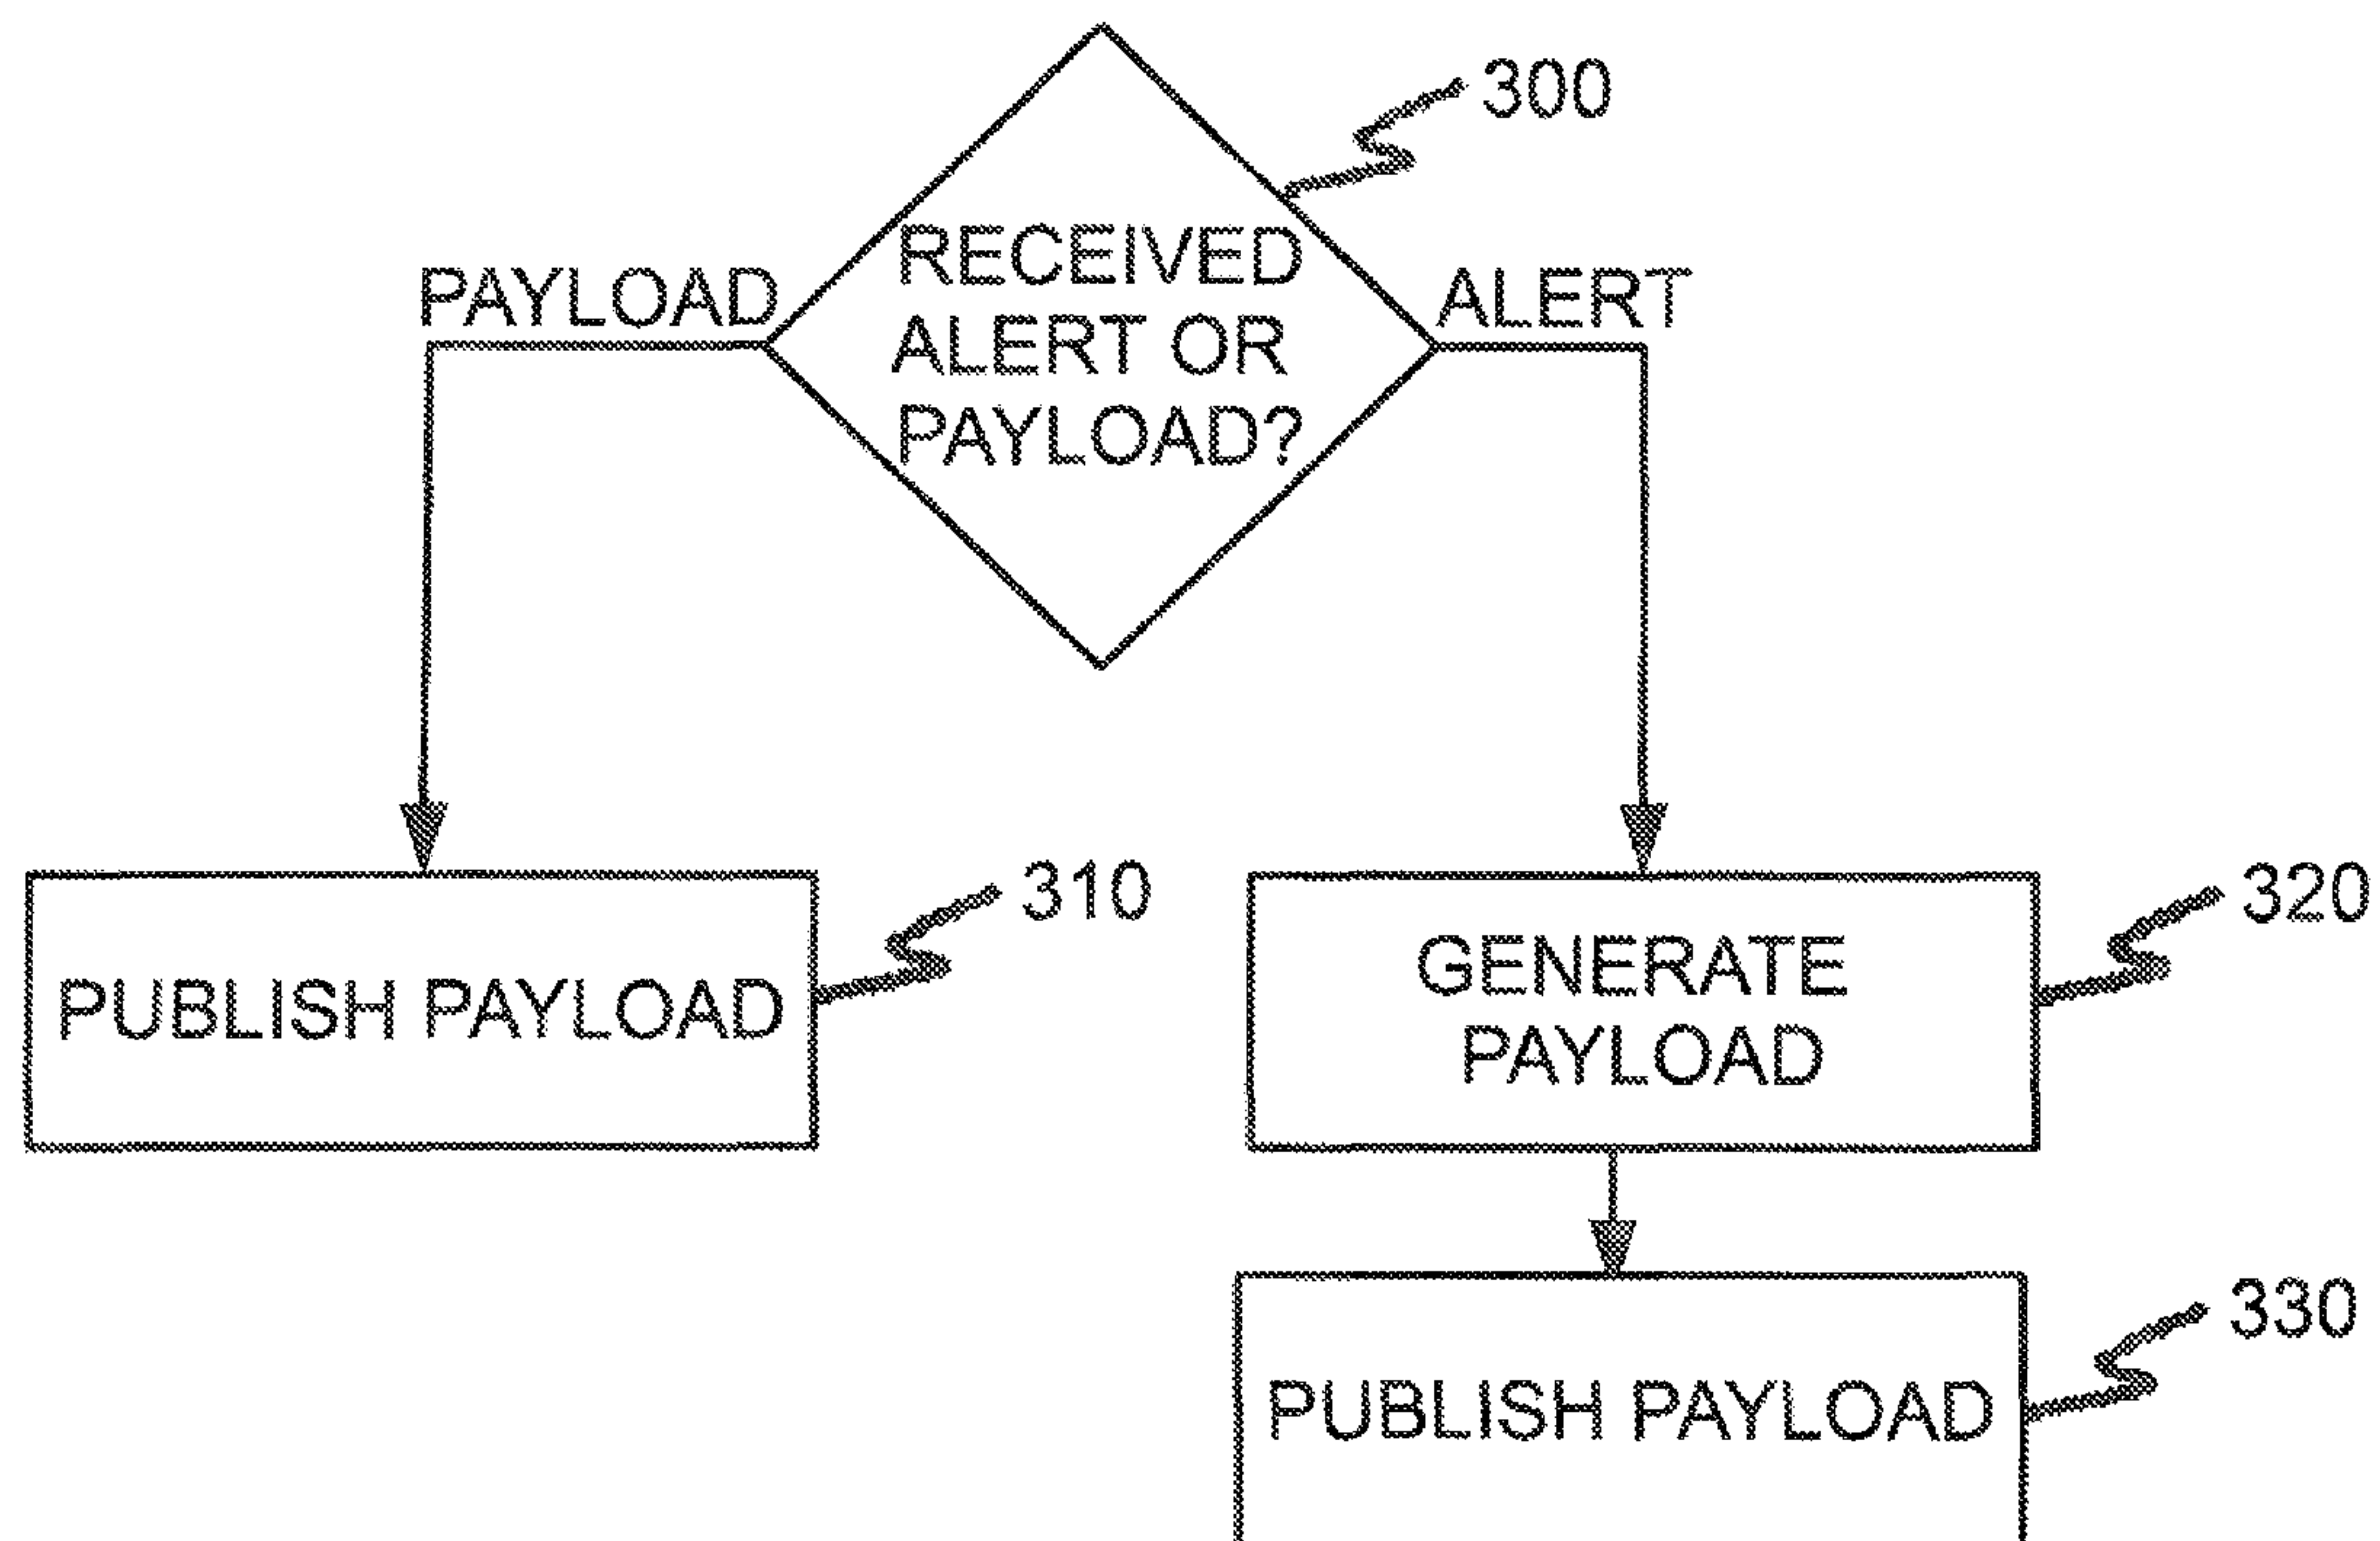 300
RECEIVED
ALERT OR
PAYLOAD?
PAYLOAD
ALERT
310
PUBLISH PAYLOAD
320
GENERATE
PAYLOAD
330
PUBLISH PAYLOAD